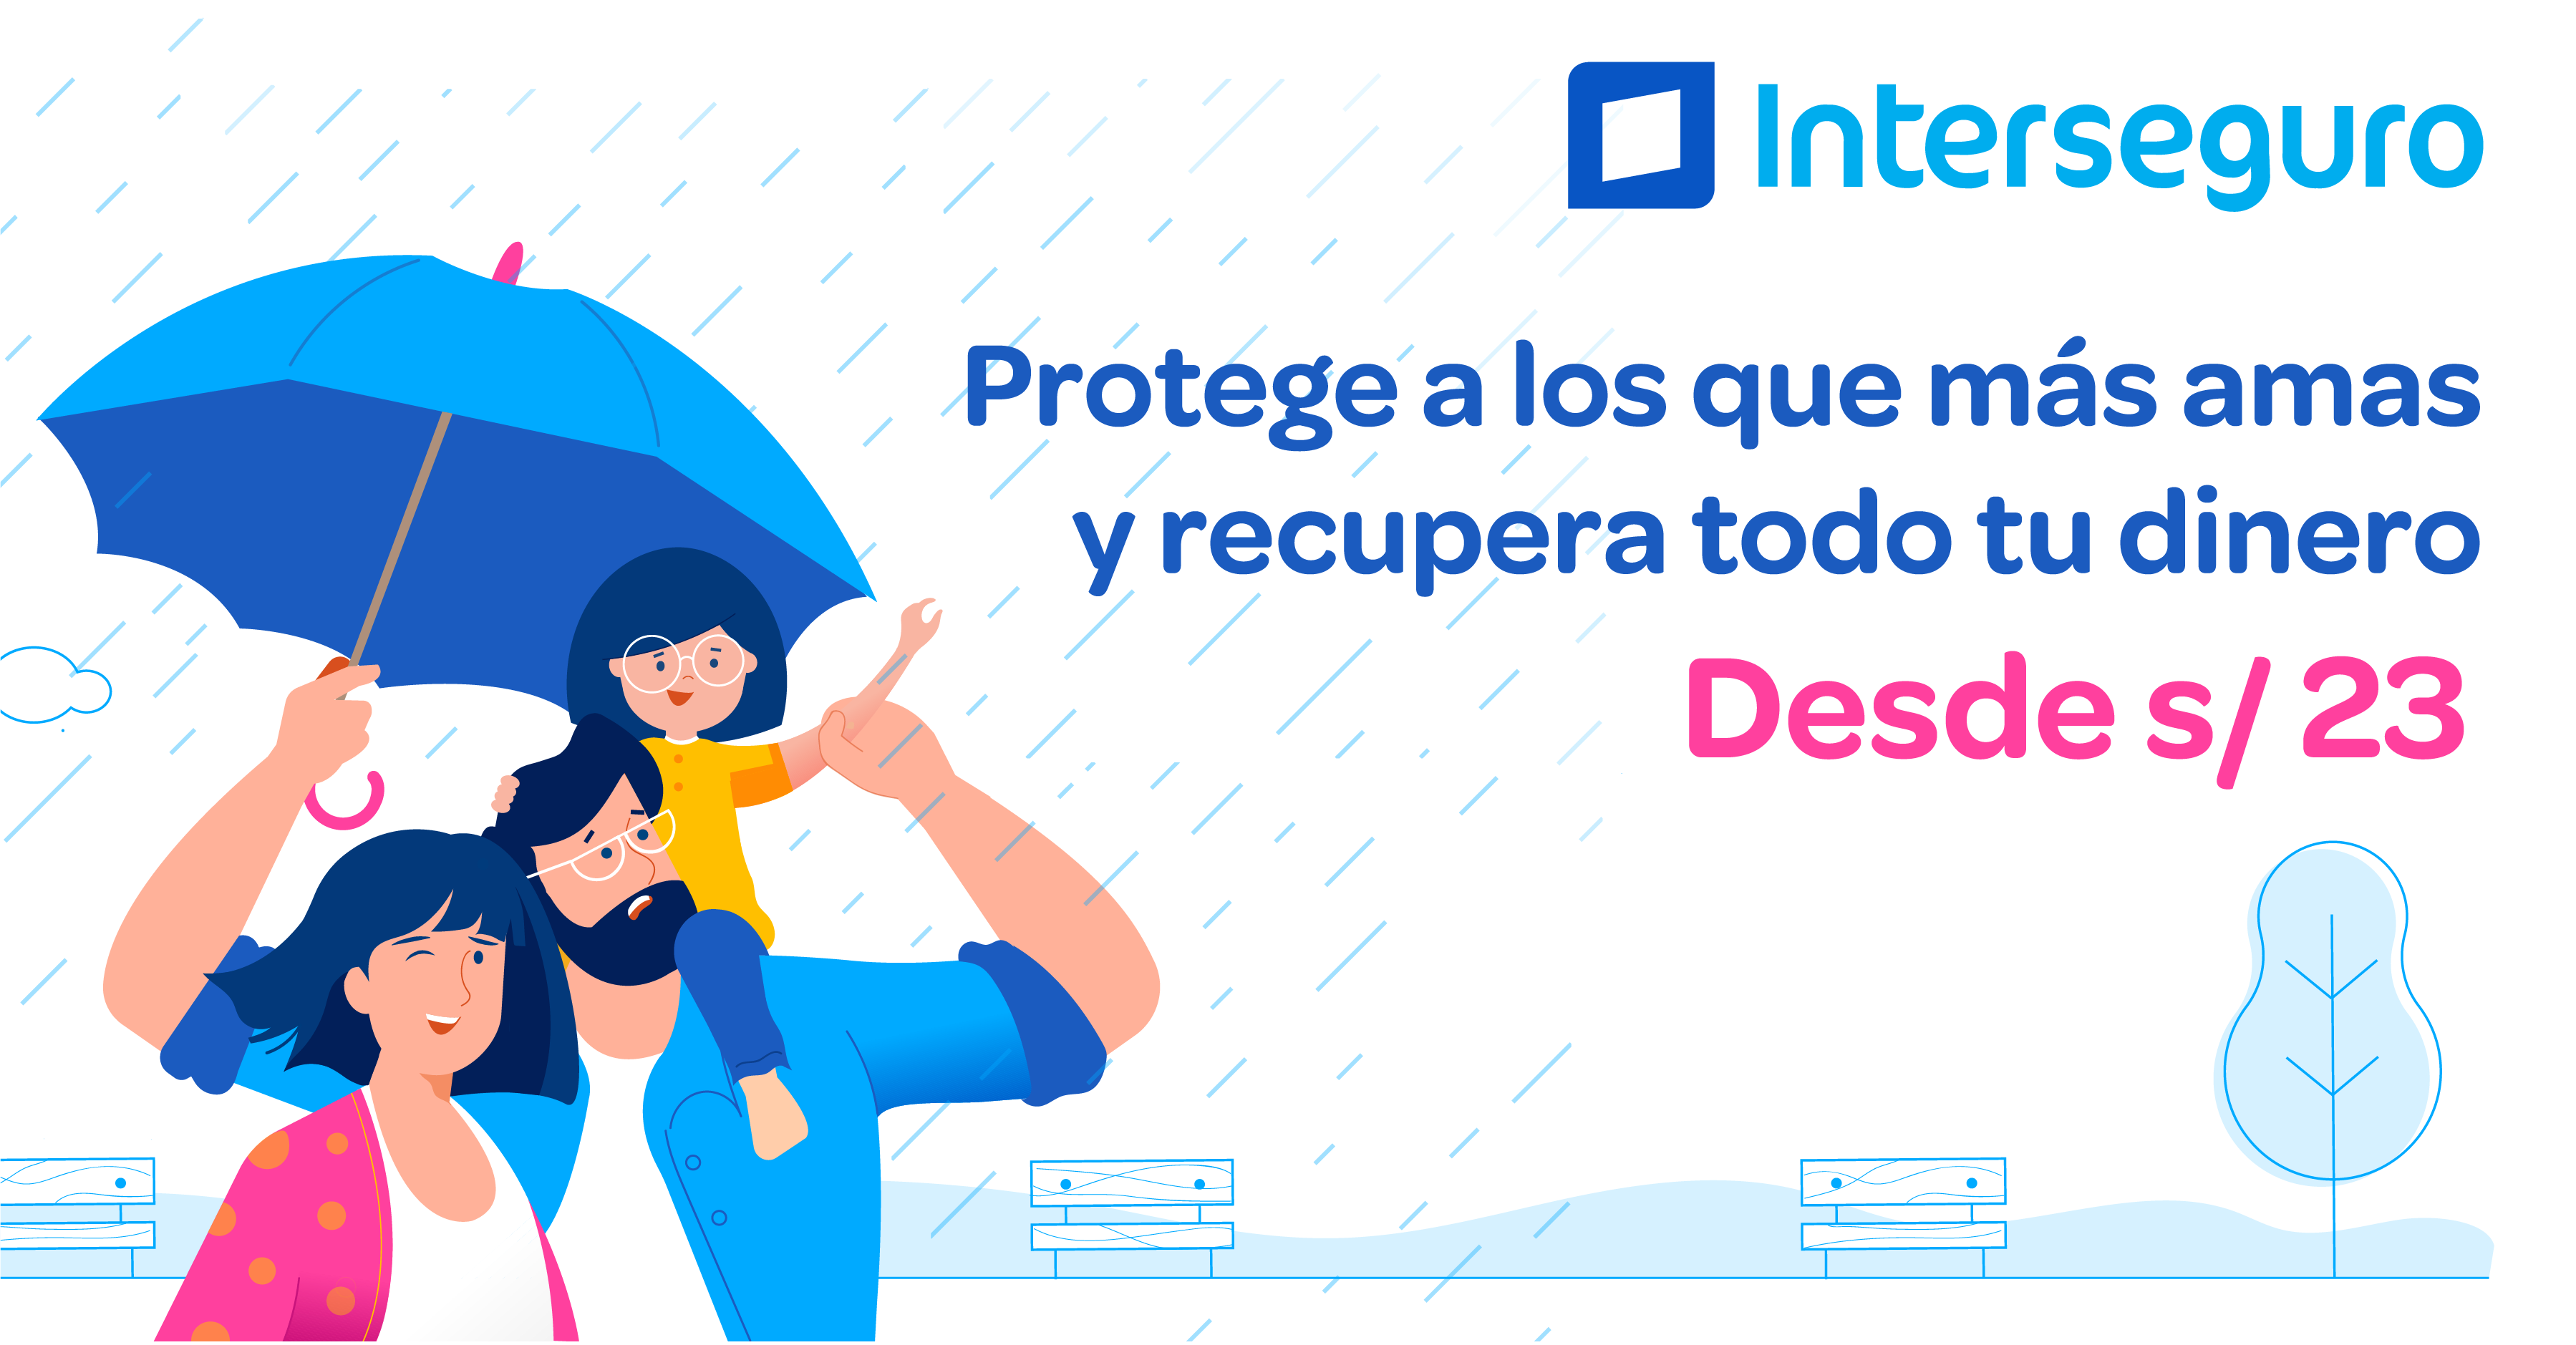 Interseguro
Protege a los que más amas
y recupera todo tu dinero
Desde s/ 23